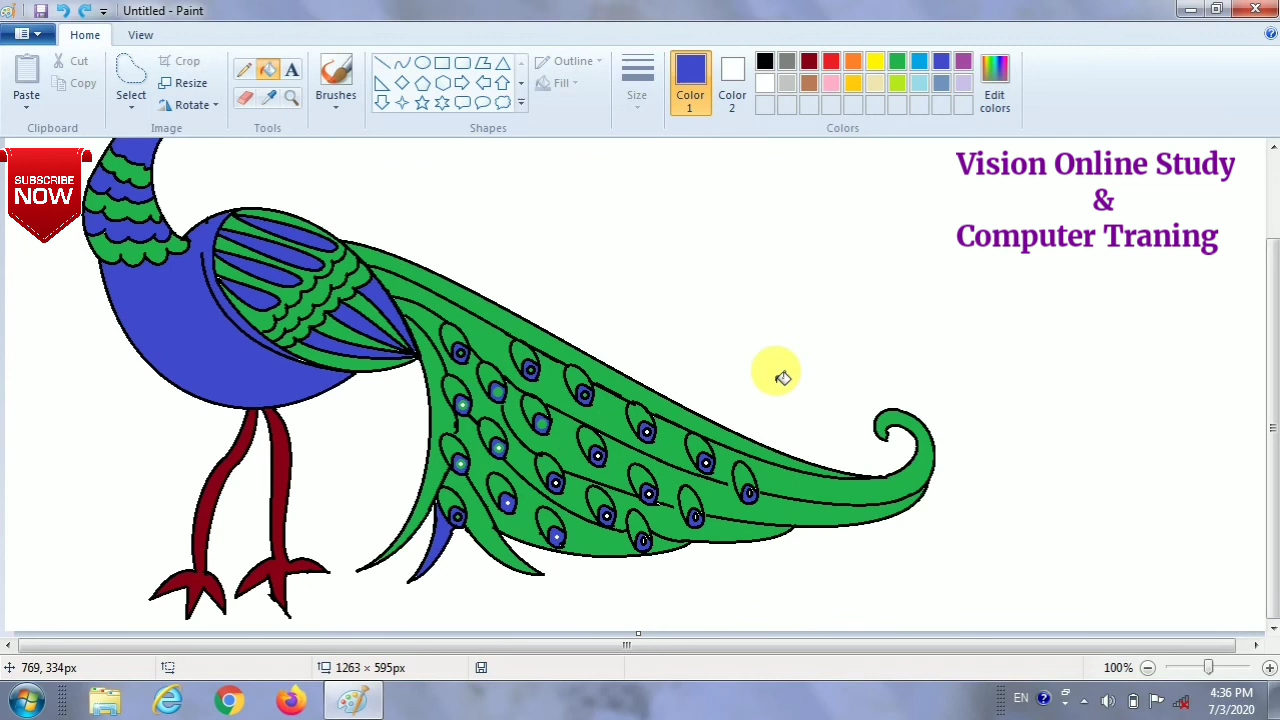 Untitled - Paint
Home
View
Paste
Cut
Copy
Clipboard
Select
Crop
Resize
Rotate
Image
A
Tools
Brushes
Outline
Fill
Shapes
Size
Color
1
Color
2
Edit
colors
Colors
SUBSCRIBE
NOW
Vision Online Study
&
Computer Traning
769, 334px
1263 × 595px
100%
EN
4:36 PM
7/3/2020